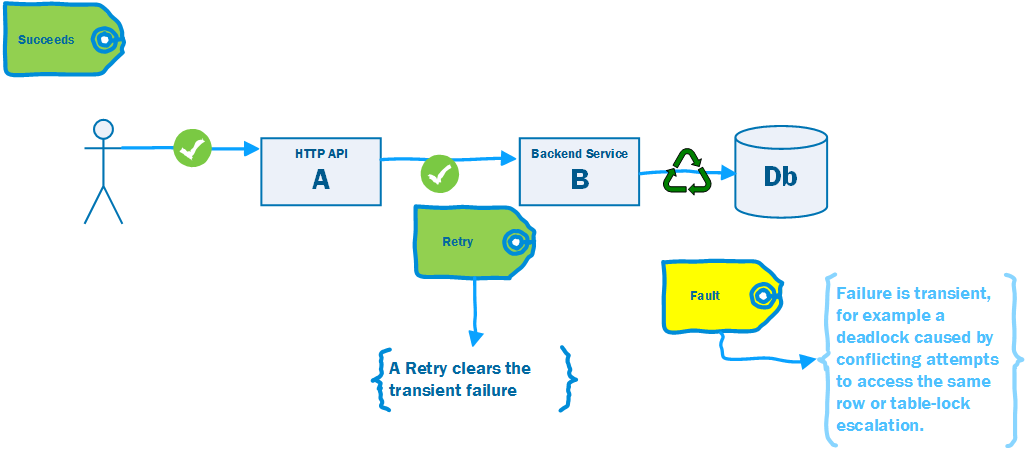 Succeeds
HTTP API
A
Backend Service
B
Db
Retry
Fault
A Retry clears the
transient failure
Failure is transient,
for example a
deadlock caused by
conflicting attempts
to access the same
row or table-lock
escalation.